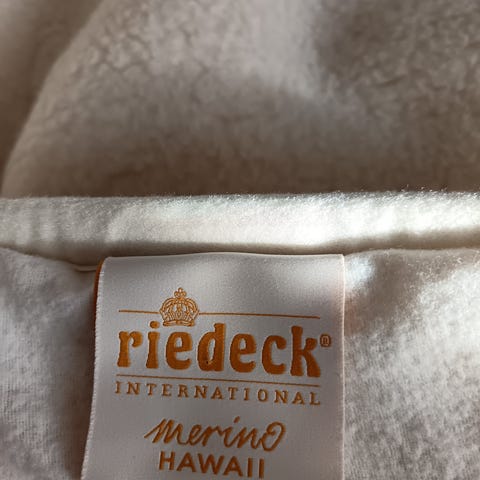 riedeck®
INTERNATIONAL
merino
HAWAII